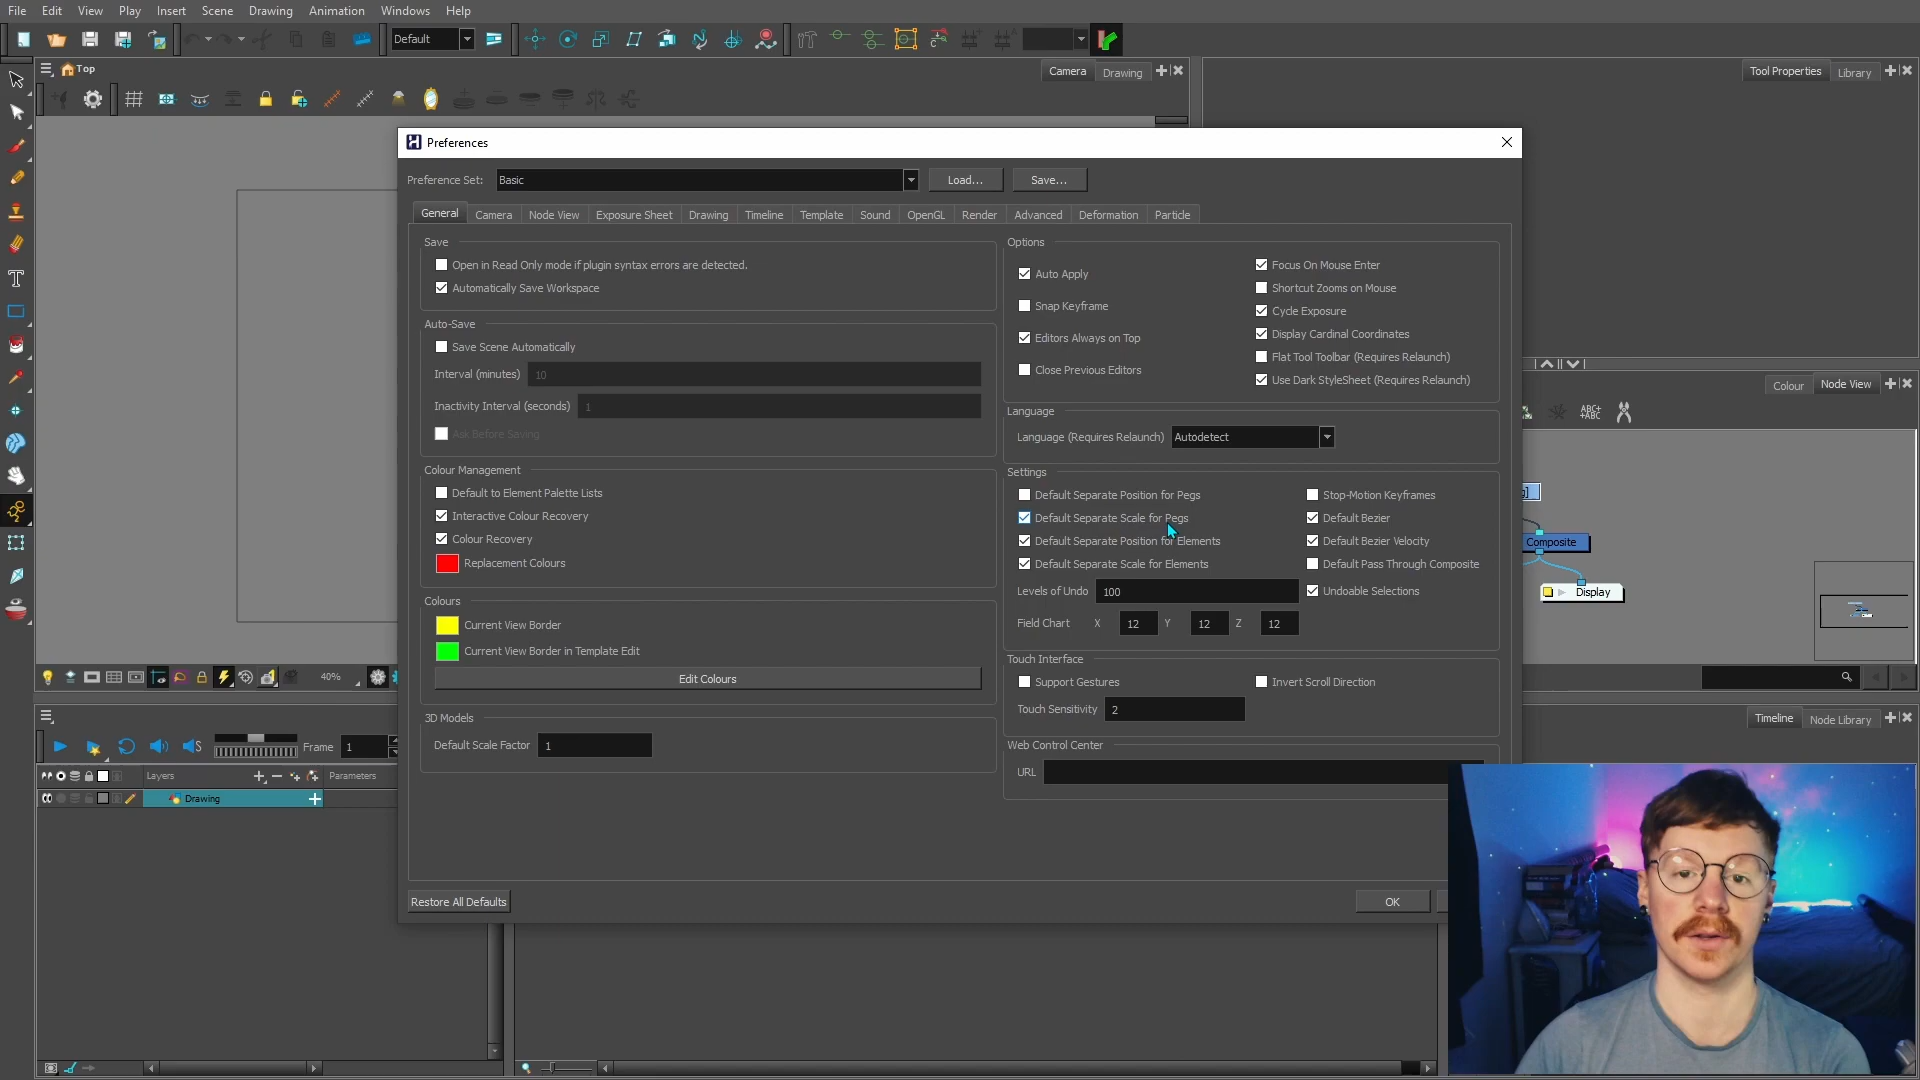 File Edit View Play Insert Scene Drawing Animation Windows Help
Default
Top
Camera Drawing
Tool Properties Library
Preferences
Preference Set: Basic Load... Save...
General Camera Node View Exposure Sheet Drawing Timeline Template Sound OpenGL Render Advanced Deformation Particle
Save
Open in Read Only mode if plugin syntax errors are detected.
Automatically Save Workspace
Auto-Save
Save Scene Automatically
Interval (minutes) 10
Inactivity Interval (seconds) 1
Ask Before Saving
Colour Management
Default to Element Palette Lists
Interactive Colour Recovery
Colour Recovery
Replacement Colours
Colours
Current View Border
Current View Border in Template Edit
Edit Colours
3D Models
Default Scale Factor 1
Options
Auto Apply
Snap Keyframe
Editors Always on Top
Close Previous Editors
Focus On Mouse Enter
Shortcut Zooms on Mouse
Cycle Exposure
Display Cardinal Coordinates
Flat Tool Toolbar (Requires Relaunch)
Use Dark StyleSheet (Requires Relaunch)
Language
Language (Requires Relaunch) Autodetect
Settings
Default Separate Position for Pegs
Default Separate Scale for Pegs
Default Separate Position for Elements
Default Separate Scale for Elements
Stop-Motion Keyframes
Default Bezier
Default Bezier Velocity
Default Pass Through Composite
Levels of Undo 100
Undoable Selections
Field Chart X 12 Y 12 Z 12
Touch Interface
Support Gestures
Invert Scroll Direction
Touch Sensitivity 2
Web Control Center
URL
Restore All Defaults
OK
Colour Node View
ABC+
+ABC
Composite
Display
40%
Timeline Node Library
Frame 1
Layers Parameters
Drawing